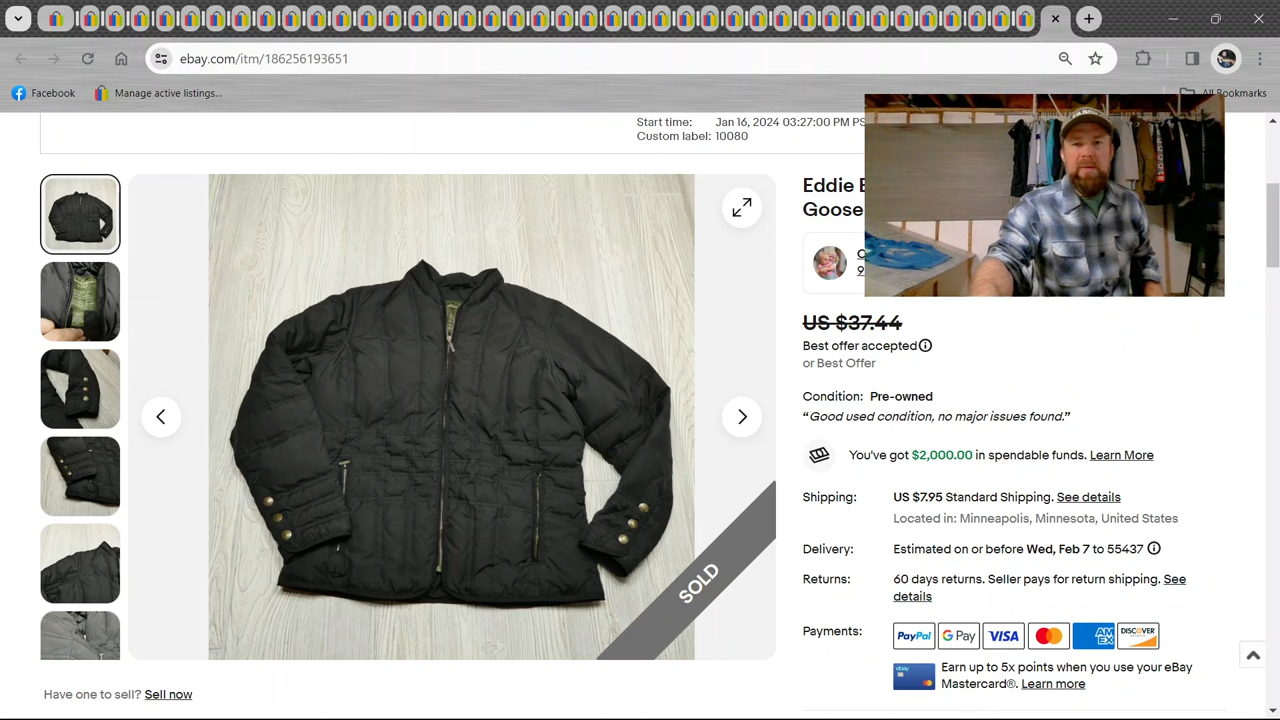 ebay.com/itm/186256193651
Facebook
Manage active listings...
All Bookmarks
Start time: Jan 16, 2024 03:27:00 PM PS
Custom label: 10080
Eddie
Goose
US $37.44
Best offer accepted
or Best Offer
Condition: Pre-owned
“Good used condition, no major issues found.”
You've got $2,000.00 in spendable funds. Learn More
Shipping: US $7.95 Standard Shipping. See details
Located in: Minneapolis, Minnesota, United States
Delivery: Estimated on or before Wed, Feb 7 to 55437
Returns: 60 days returns. Seller pays for return shipping. See
details
Payments: PayPal G Pay VISA AM EX DISCOVER
ebay
Earn up to 5x points when you use your eBay
Mastercard®. Learn more
SOLD
Have one to sell? Sell now